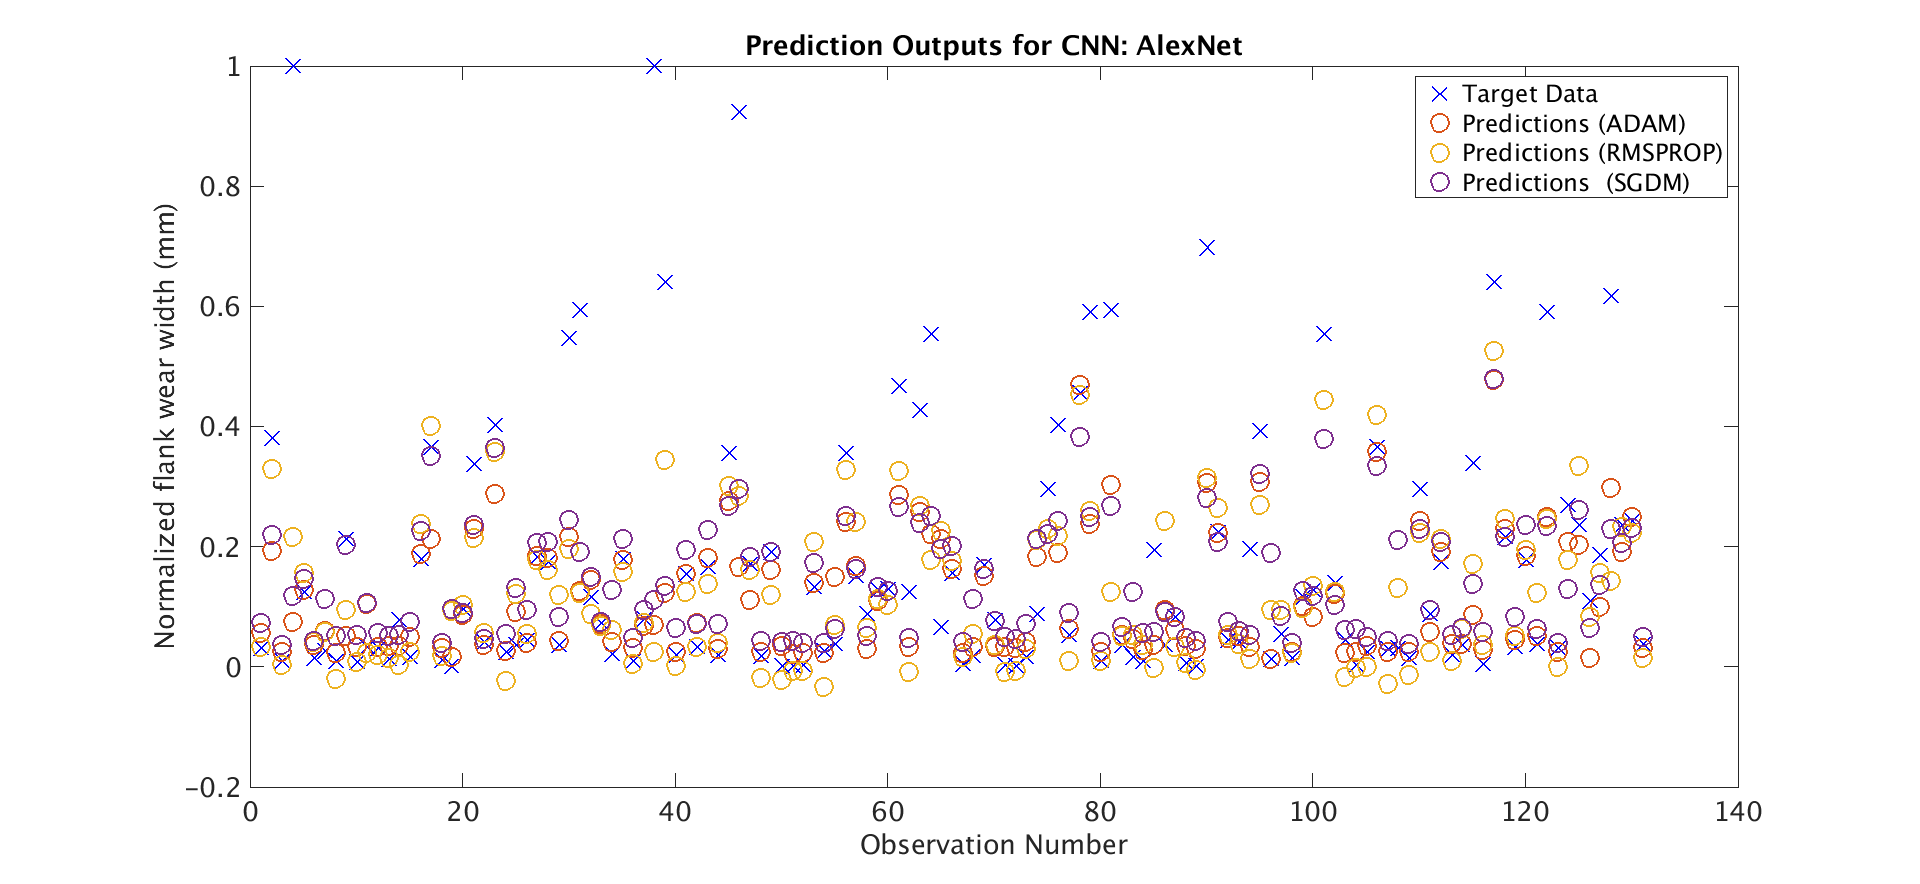 Prediction Outputs for CNN: AlexNet
Target Data
Predictions (ADAM)
Predictions (RMSPROP)
Predictions (SGDM)
Normalized flank wear width (mm)
1
0.8
0.6
0.4
0.2
0
-0.2
0 20 40 60 80 100 120 140
Observation Number